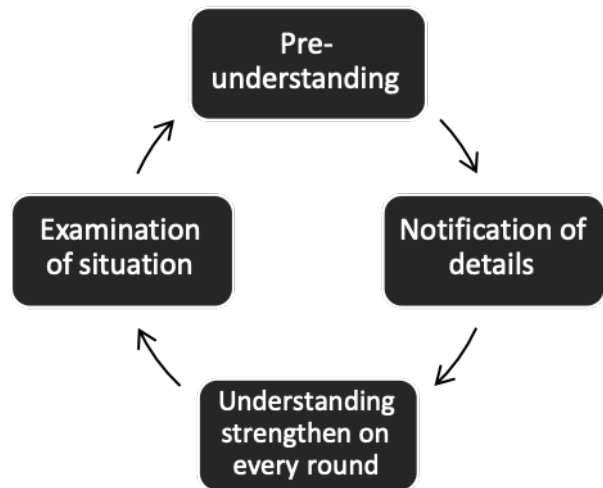 Pre-
understanding
Notification of
details
Understanding
strengthen on
every round
Examination
of situation